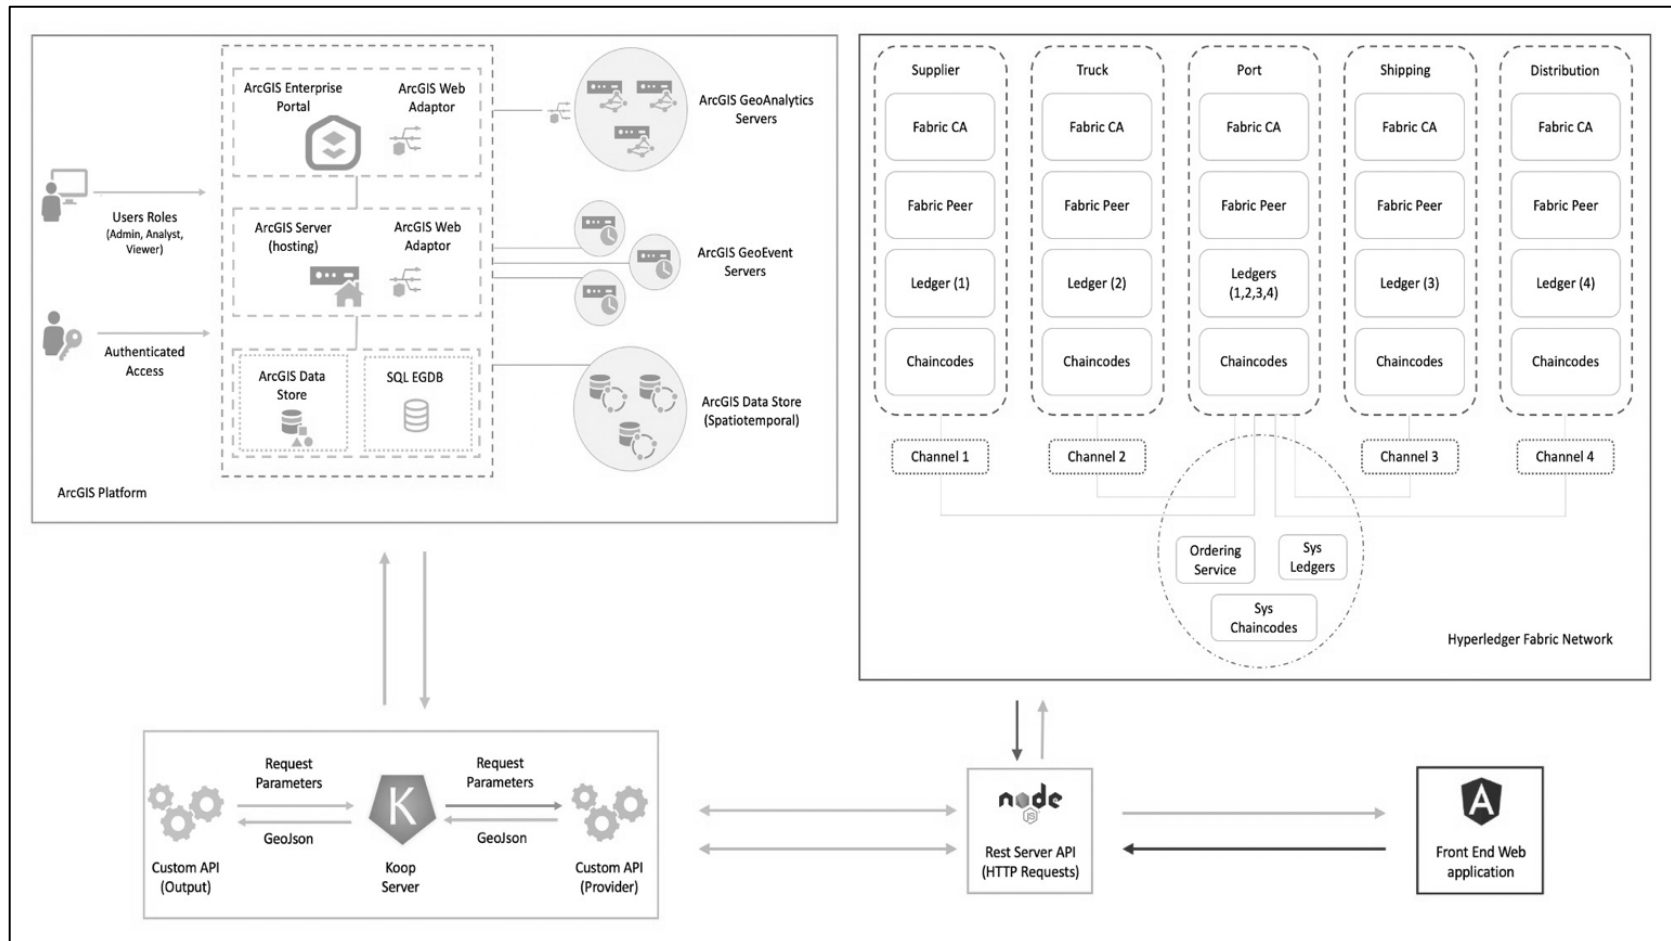 ArcGIS Enterprise
Portal
ArcGIS Web
Adaptor
ArcGIS GeoAnalytics
Servers
Users Roles
(Admin, Analyst,
Viewer)
ArcGIS Server
(hosting)
ArcGIS Web
Adaptor
ArcGIS GeoEvent
Servers
Authenticated
Access
ArcGIS Data
Store
SQL EGDB
ArcGIS Data Store
(Spatiotemporal)
ArcGIS Platform
Supplier
Fabric CA
Fabric Peer
Ledger (1)
Chaincodes
Channel 1
Truck
Fabric CA
Fabric Peer
Ledger (2)
Chaincodes
Channel 2
Port
Fabric CA
Fabric Peer
Ledgers
(1,2,3,4)
Chaincodes
Shipping
Fabric CA
Fabric Peer
Ledger (3)
Chaincodes
Channel 3
Distribution
Fabric CA
Fabric Peer
Ledger (4)
Chaincodes
Channel 4
Ordering
Service
Sys
Ledgers
Sys
Chaincodes
Hyperledger Fabric Network
Request
Parameters
GeoJson
Request
Parameters
GeoJson
Custom API
(Output)
K
Koop
Server
Custom API
(Provider)
node
JS
Rest Server API
(HTTP Requests)
A
Front End Web
application